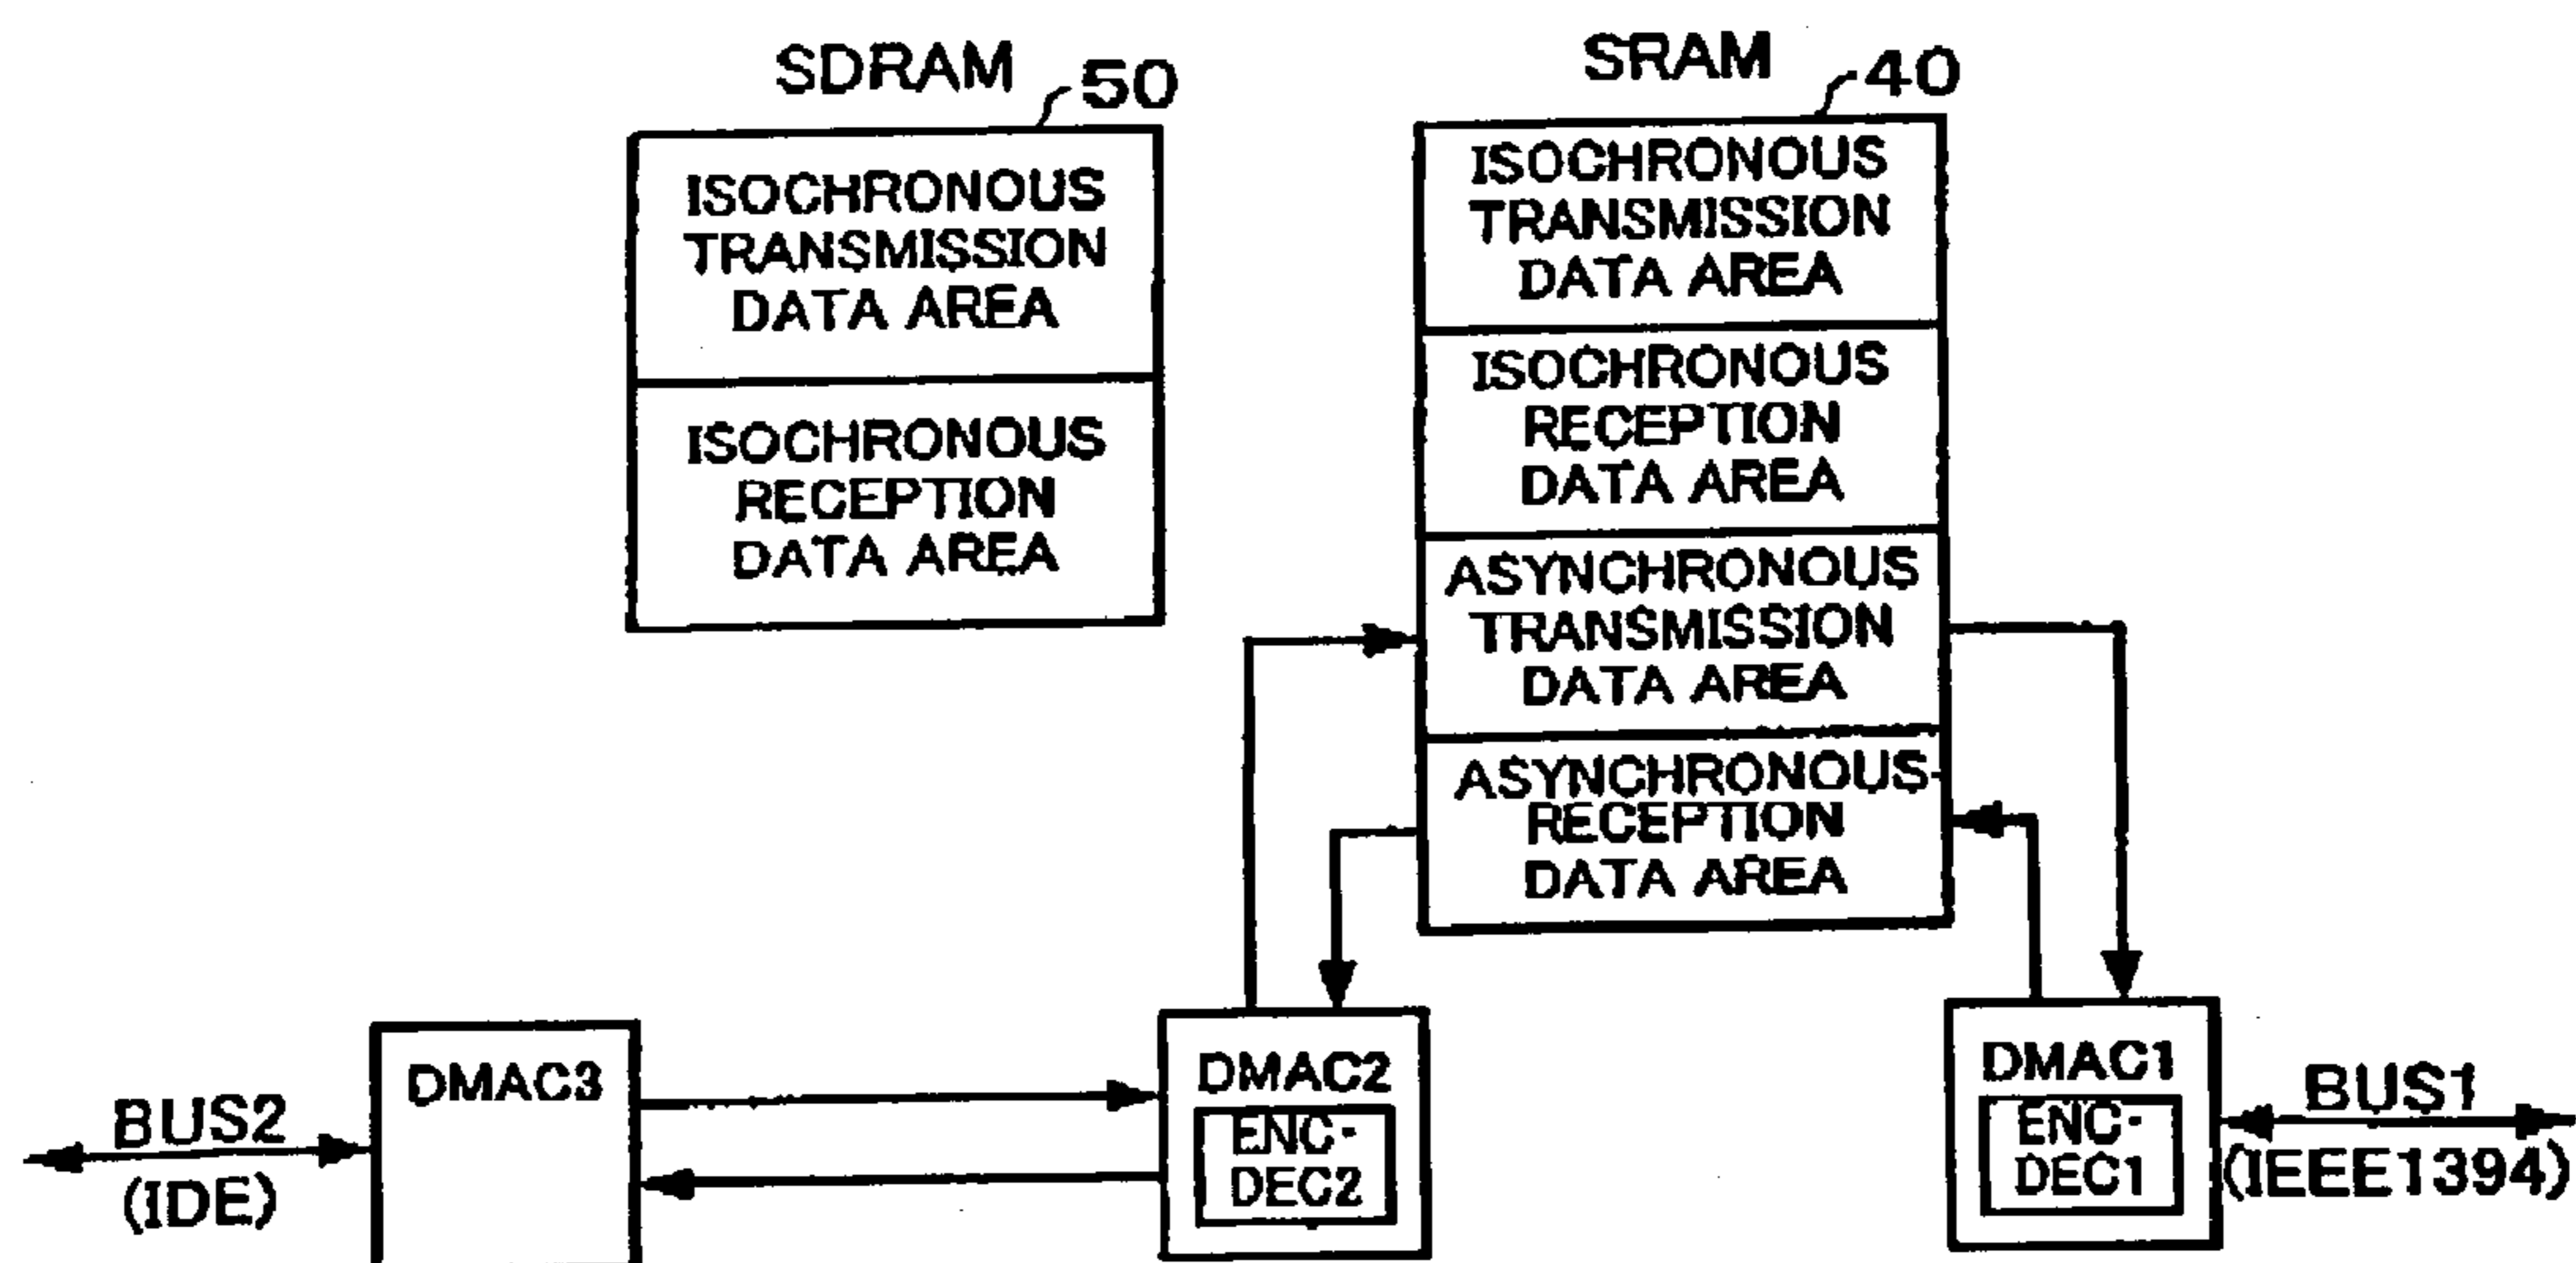 SDRAM
50
ISOCHRONOUS
TRANSMISSION
DATA AREA
ISOCHRONOUS
RECEPTION
DATA AREA
SRAM
40
ISOCHRONOUS
TRANSMISSION
DATA AREA
ISOCHRONOUS
RECEPTION
DATA AREA
ASYNCHRONOUS
TRANSMISSION
DATA AREA
ASYNCHRONOUS
RECEPTION
DATA AREA
BUS2
(IDE)
DMAC3
DMAC2
ENC-
DEC2
DMAC1
ENC-
DEC1
BUS1
(IEEE1394)